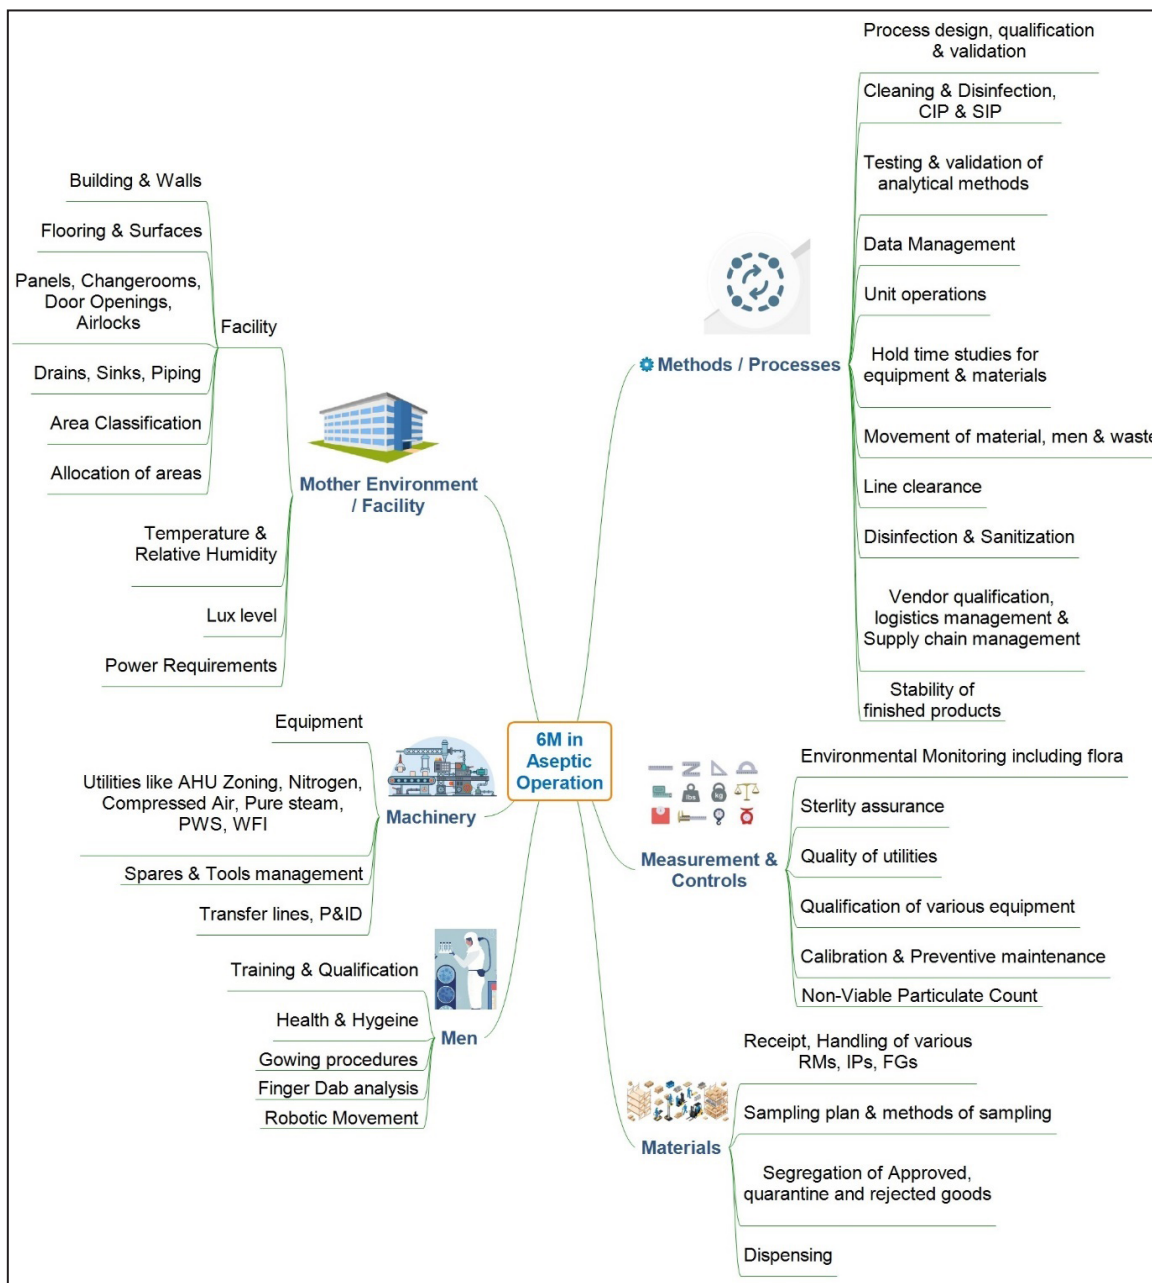 6M in
Aseptic
Operation
Methods / Processes
Process design, qualification
& validation
Cleaning & Disinfection,
CIP & SIP
Testing & validation of
analytical methods
Data Management
Unit operations
Hold time studies for
equipment & materials
Movement of material, men & waste
Line clearance
Disinfection & Sanitization
Vendor qualification,
logistics management &
Supply chain management
Stability of
finished products
Measurement &
Controls
lbs
kg
Environmental Monitoring including flora
Sterlity assurance
Quality of utilities
Qualification of various equipment
Calibration & Preventive maintenance
Non-Viable Particulate Count
Materials
Receipt, Handling of various
RMs, IPs, FGs
Sampling plan & methods of sampling
Segregation of Approved,
quarantine and rejected goods
Dispensing
Mother Environment
/ Facility
Facility
Building & Walls
Flooring & Surfaces
Panels, Changerooms,
Door Openings,
Airlocks
Drains, Sinks, Piping
Area Classification
Allocation of areas
Temperature &
Relative Humidity
Lux level
Power Requirements
Machinery
Equipment
Utilities like AHU Zoning, Nitrogen,
Compressed Air, Pure steam,
PWS, WFI
Spares & Tools management
Transfer lines, P&ID
Men
Training & Qualification
Health & Hygeine
Gowing procedures
Finger Dab analysis
Robotic Movement